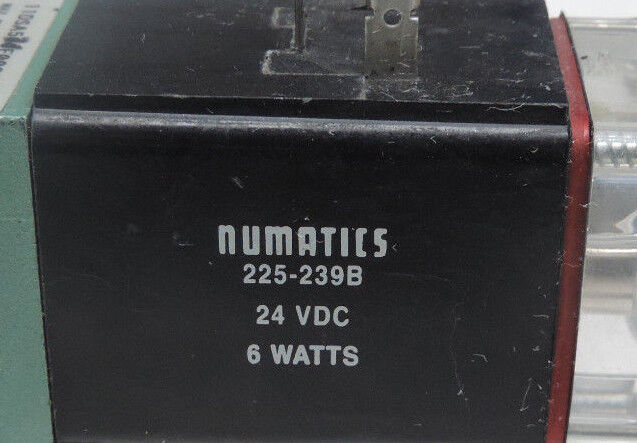 numatics
225-239B
24 VDC
6 WATTS